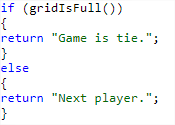 if (gridIsFull())
{
return "Game is tie.";
}
else
{
return "Next player.";
}